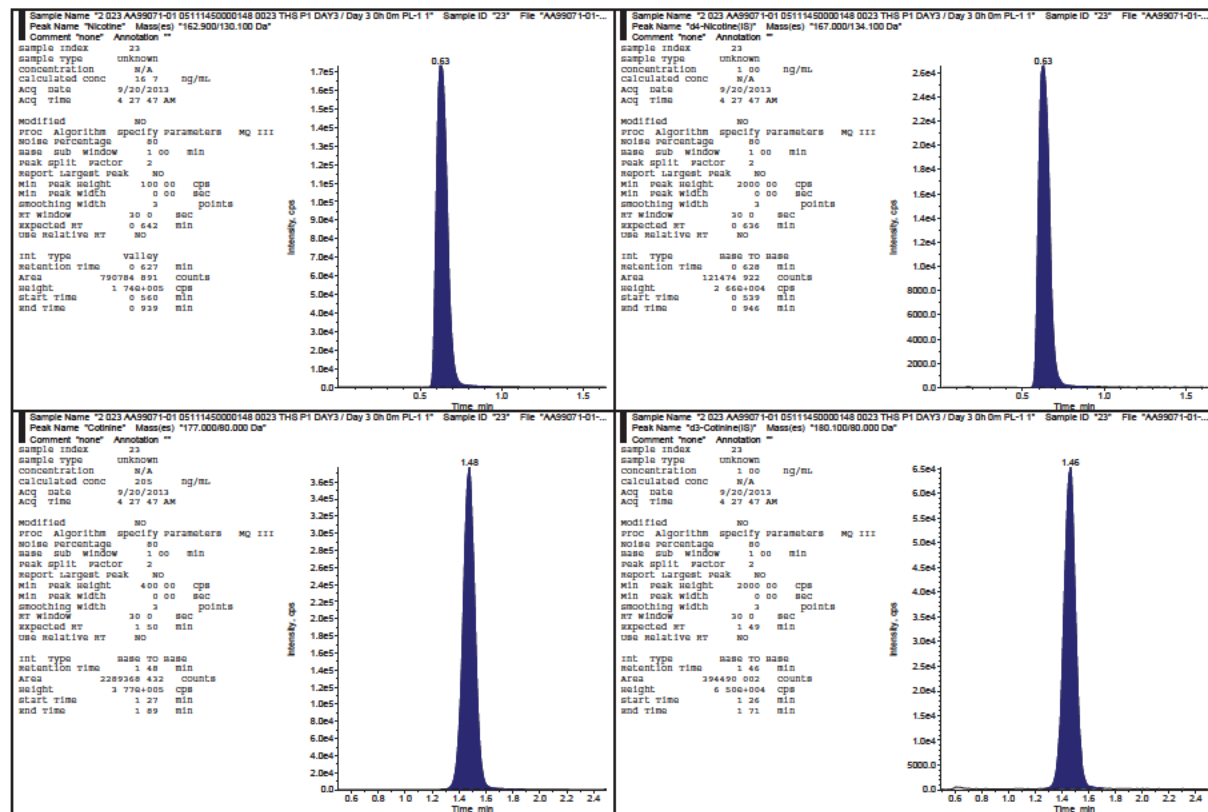 Sample Name "2 023 AA99071-01 05111450000148 0023 THS P1 DAY3 / Day 3 0h 0m PL-1 1" Sample ID "23" File "AA99071-01-...
Peak Name "Nicotine" Mass(es) "162.900/130.100 Da"
Comment "none" Annotation ""
Sample Index 23
Sample Type Unknown
Concentration N/A
Calculated Conc 16 7 ng/mL
Acq Date 9/20/2013
Acq Time 4 27 47 AM
Modified NO
Proc Algorithm Specify Parameters MQ III
Noise Percentage 80
Base Sub Window 1 00 min
Peak Split Factor 2
Report Largest Peak NO
Min Peak Height 100 00 cps
Min Peak Width 0 00 sec
Smoothing Width 3 points
RT Window 30 0 sec
Expected RT 0 642 min
Use Relative RT NO
Int Type Valley
Retention Time 0 627 min
Area 790784 891 counts
Height 1 74e+005 cps
Start Time 0 560 min
End Time 0 939 min
0.63
1.7e5
1.6e5
1.5e5
1.4e5
1.3e5
1.2e5
1.1e5
1.0e5
9.0e4
8.0e4
7.0e4
6.0e4
5.0e4
4.0e4
3.0e4
2.0e4
1.0e4
0.0
Intensity, cps
0.5 1.0 1.5
Time min
Sample Name "2 023 AA99071-01 05111450000148 0023 THS P1 DAY3 / Day 3 0h 0m PL-1 1" Sample ID "23" File "AA99071-01-...
Peak Name "d4-Nicotine(IS)" Mass(es) "167.000/134.100 Da"
Comment "none" Annotation ""
Sample Index 23
Sample Type Unknown
Concentration 1 00 ng/mL
Calculated Conc N/A
Acq Date 9/20/2013
Acq Time 4 27 47 AM
Modified NO
Proc Algorithm Specify Parameters MQ III
Noise Percentage 80
Base Sub Window 1 00 min
Peak Split Factor 2
Report Largest Peak NO
Min Peak Height 2000 00 cps
Min Peak Width 0 00 sec
Smoothing Width 3 points
RT Window 30 0 sec
Expected RT 0 636 min
Use Relative RT NO
Int Type Base To Base
Retention Time 0 628 min
Area 121474 922 counts
Height 2 66e+004 cps
Start Time 0 539 min
End Time 0 946 min
0.63
2.6e4
2.4e4
2.2e4
2.0e4
1.8e4
1.6e4
1.4e4
1.2e4
1.0e4
8000.0
6000.0
4000.0
2000.0
0.0
Intensity, cps
0.5 1.0 1.5
Time min
Sample Name "2 023 AA99071-01 05111450000148 0023 THS P1 DAY3 / Day 3 0h 0m PL-1 1" Sample ID "23" File "AA99071-01-...
Peak Name "Cotinine" Mass(es) "177.000/80.000 Da"
Comment "none" Annotation ""
Sample Index 23
Sample Type Unknown
Concentration N/A
Calculated Conc 205 ng/mL
Acq Date 9/20/2013
Acq Time 4 27 47 AM
Modified NO
Proc Algorithm Specify Parameters MQ III
Noise Percentage 80
Base Sub Window 1 00 min
Peak Split Factor 2
Report Largest Peak NO
Min Peak Height 400 00 cps
Min Peak Width 0 00 sec
Smoothing Width 3 points
RT Window 30 0 sec
Expected RT 1 50 min
Use Relative RT NO
Int Type Base To Base
Retention Time 1 48 min
Area 2289368 432 counts
Height 3 77e+005 cps
Start Time 1 27 min
End Time 1 89 min
1.48
3.6e5
3.4e5
3.2e5
3.0e5
2.8e5
2.6e5
2.4e5
2.2e5
2.0e5
1.8e5
1.6e5
1.4e5
1.2e5
1.0e5
8.0e4
6.0e4
4.0e4
2.0e4
0.0
Intensity, cps
0.6 0.8 1.0 1.2 1.4 1.6 1.8 2.0 2.2 2.4
Time min
Sample Name "2 023 AA99071-01 05111450000148 0023 THS P1 DAY3 / Day 3 0h 0m PL-1 1" Sample ID "23" File "AA99071-01-...
Peak Name "d3-Cotinine(IS)" Mass(es) "180.100/80.000 Da"
Comment "none" Annotation ""
Sample Index 23
Sample Type Unknown
Concentration 1 00 ng/mL
Calculated Conc N/A
Acq Date 9/20/2013
Acq Time 4 27 47 AM
Modified NO
Proc Algorithm Specify Parameters MQ III
Noise Percentage 80
Base Sub Window 1 00 min
Peak Split Factor 2
Report Largest Peak NO
Min Peak Height 2000 00 cps
Min Peak Width 0 00 sec
Smoothing Width 3 points
RT Window 30 0 sec
Expected RT 1 49 min
Use Relative RT NO
Int Type Base To Base
Retention Time 1 46 min
Area 394490 002 counts
Height 6 50e+004 cps
Start Time 1 26 min
End Time 1 71 min
1.46
6.5e4
6.0e4
5.5e4
5.0e4
4.5e4
4.0e4
3.5e4
3.0e4
2.5e4
2.0e4
1.5e4
1.0e4
5000.0
0.0
Intensity, cps
0.6 0.8 1.0 1.2 1.4 1.6 1.8 2.0 2.2 2.4
Time min